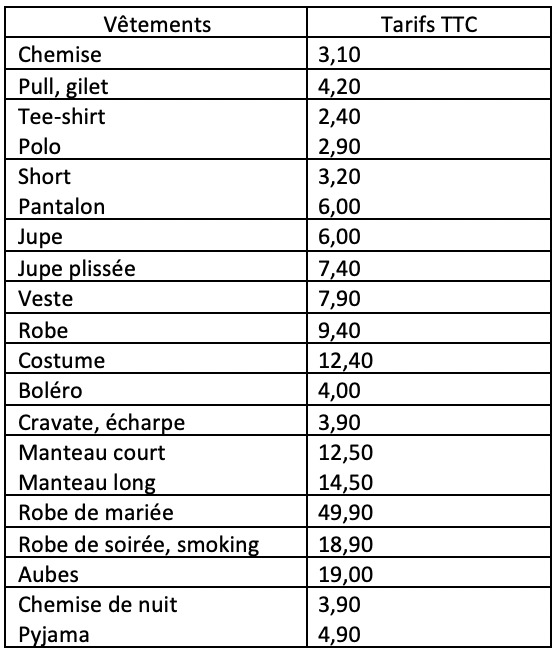 Vêtements Tarifs TTC
Chemise 3,10
Pull, gilet 4,20
Tee-shirt 2,40
Polo 2,90
Short 3,20
Pantalon 6,00
Jupe 6,00
Jupe plissée 7,40
Veste 7,90
Robe 9,40
Costume 12,40
Boléro 4,00
Cravate, écharpe 3,90
Manteau court 12,50
Manteau long 14,50
Robe de mariée 49,90
Robe de soirée, smoking 18,90
Aubes 19,00
Chemise de nuit 3,90
Pyjama 4,90